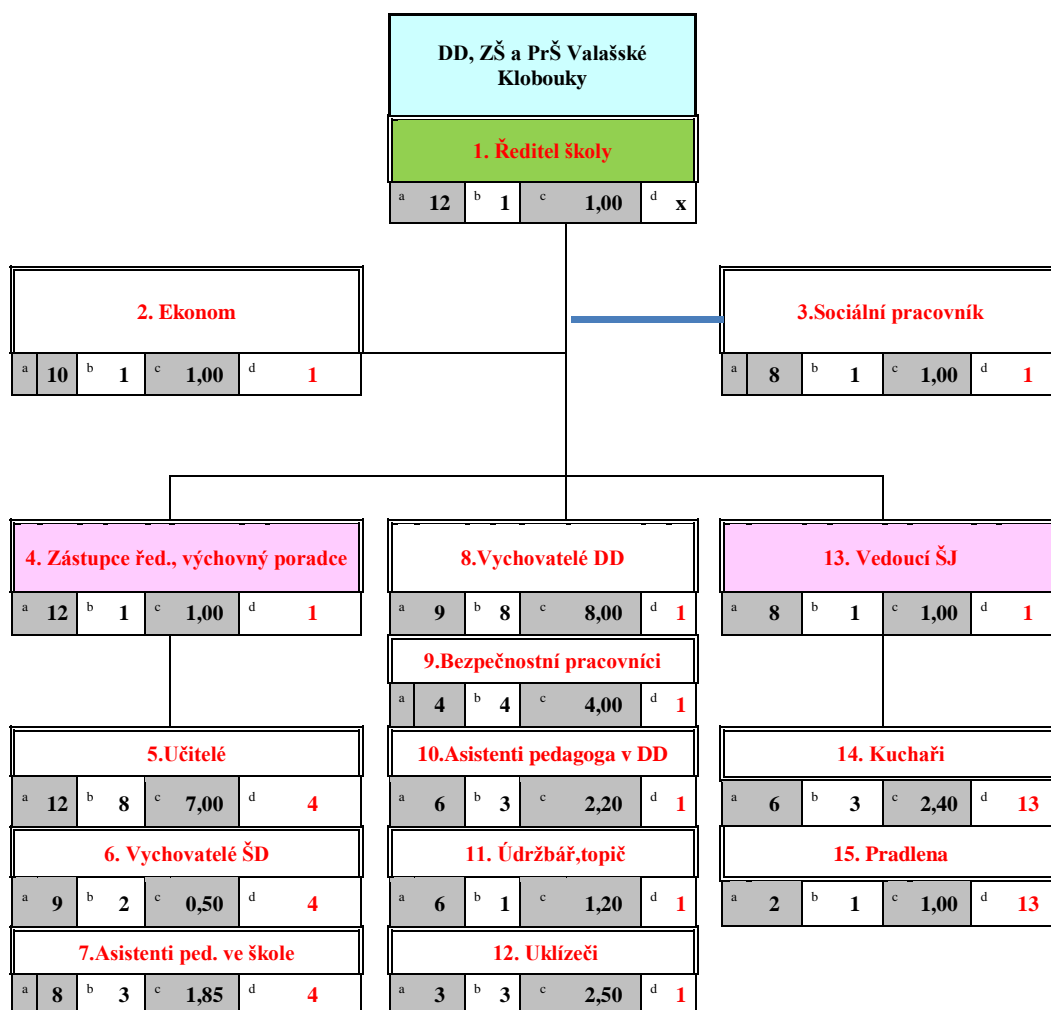 DD, ZŠ a PrŠ Valašské
Klobouky
1. Ředitel školy
a 12 b 1 c 1,00 d x
2. Ekonom
a 10 b 1 c 1,00 d 1
3.Sociální pracovník
a 8 b 1 c 1,00 d 1
4. Zástupce řed., výchovný poradce
a 12 b 1 c 1,00 d 1
5.Učitelé
a 12 b 8 c 7,00 d 4
6. Vychovatelé ŠD
a 9 b 2 c 0,50 d 4
7.Asistenti ped. ve škole
a 8 b 3 c 1,85 d 4
8.Vychovatelé DD
a 9 b 8 c 8,00 d 1
9.Bezpečnostní pracovníci
a 4 b 4 c 4,00 d 1
10.Asistenti pedagoga v DD
a 6 b 3 c 2,20 d 1
11. Údržbář,topič
a 6 b 1 c 1,20 d 1
12. Uklízeči
a 3 b 3 c 2,50 d 1
13. Vedoucí ŠJ
a 8 b 1 c 1,00 d 1
14. Kuchaři
a 6 b 3 c 2,40 d 13
15. Pradlena
a 2 b 1 c 1,00 d 13